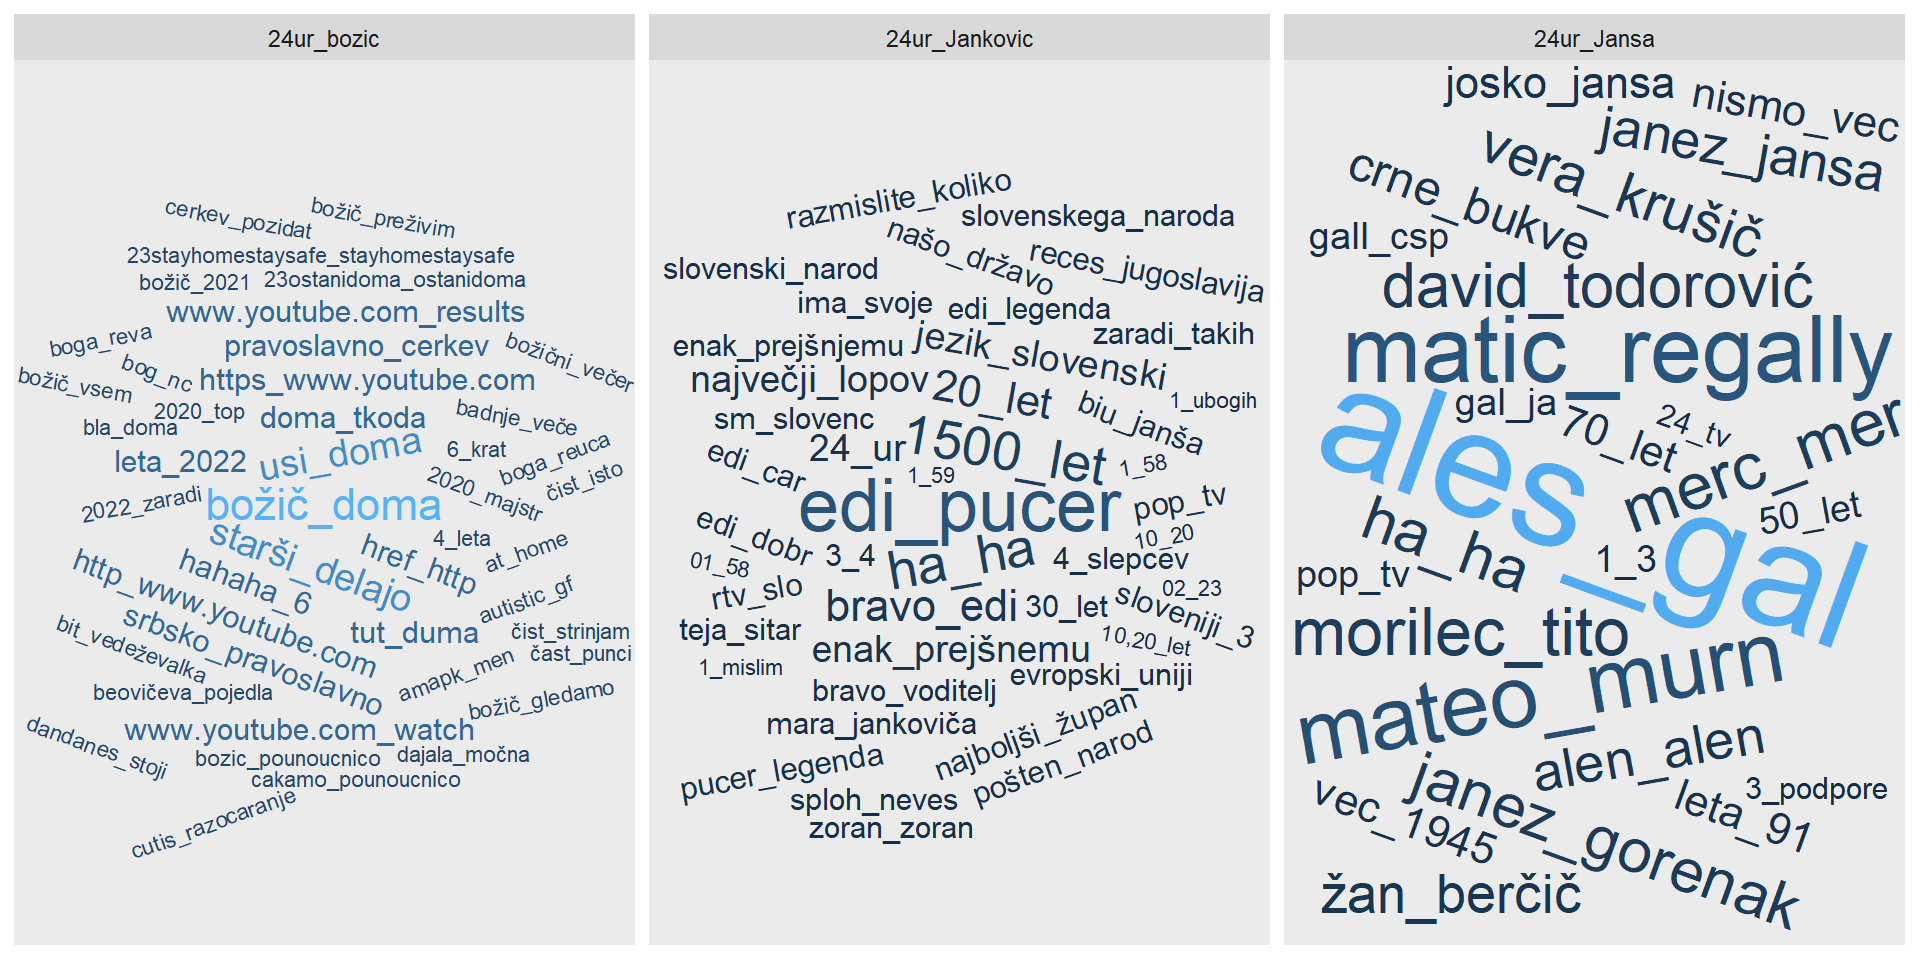 24ur_bozic
cerkev_pozidat
božič_preživim
23stayhomestaysafe_stayhomestaysafe
božič_2021
23ostanidoma_ostanidoma
www.youtube.com_results
boga_reva
pravoslavno_cerkev
božični_večer
bog_nc
božič_vsem
https_www.youtube.com
2020_top
doma_tkoda
badnje_veče
bla_doma
usi_doma
6_krat
leta_2022
boga_reuca
2020_majstr
čist_isto
2022_zaradi
božič_doma
starši_delajo
4_leta
href_http
at_home
http_www.youtube.com
hahaha_6
autistic_gf
srbsko_pravoslavno
tut_duma
čist_strinjam
bit_vedeževalka
čast_punci
amapk_men
beovičeva_pojedla
božič_gledamo
www.youtube.com_watch
dandanes_stoji
bozic_pounoucnico
dajala_močna
cakamo_pounoucnico
cutis_razocaranje
24ur_Jankovic
razmislite_koliko
slovenskega_naroda
našo_državo
reces_jugoslavija
slovenski_narod
ima_svoje
edi_legenda
zaradi_takih
enak_prejšnjemu
jezik_slovenski
največji_lopov
20_let
1_ubogih
biu_janša
sm_slovenc
1500_let
24_ur
edi_car
1_59
1_58
edi_pucer
pop_tv
edi_dobr
10_20
3_4
ha_ha
4_slepcev
01_58
rtv_slo
02_23
bravo_edi
30_let
sloveniji_3
teja_sitar
enak_prejšnemu
10,20_let
1_mislim
evropski_uniji
bravo_voditelj
mara_jankoviča
najboljši_župan
pucer_legenda
pošten_narod
sploh_neves
zoran_zoran
24ur_Jansa
josko_jansa
nismo_vec
janez_jansa
vera_krušič
crne_bukve
gall_csp
david_todorović
matic_regally
gal_ja
70_let
24_tv
ales_gal
merc_mer
50_let
ha_ha
1_3
pop_tv
morilec_tito
mateo_murn
alen_alen
janez_gorenak
3_podpore
leta_91
vec_1945
žan_berčič